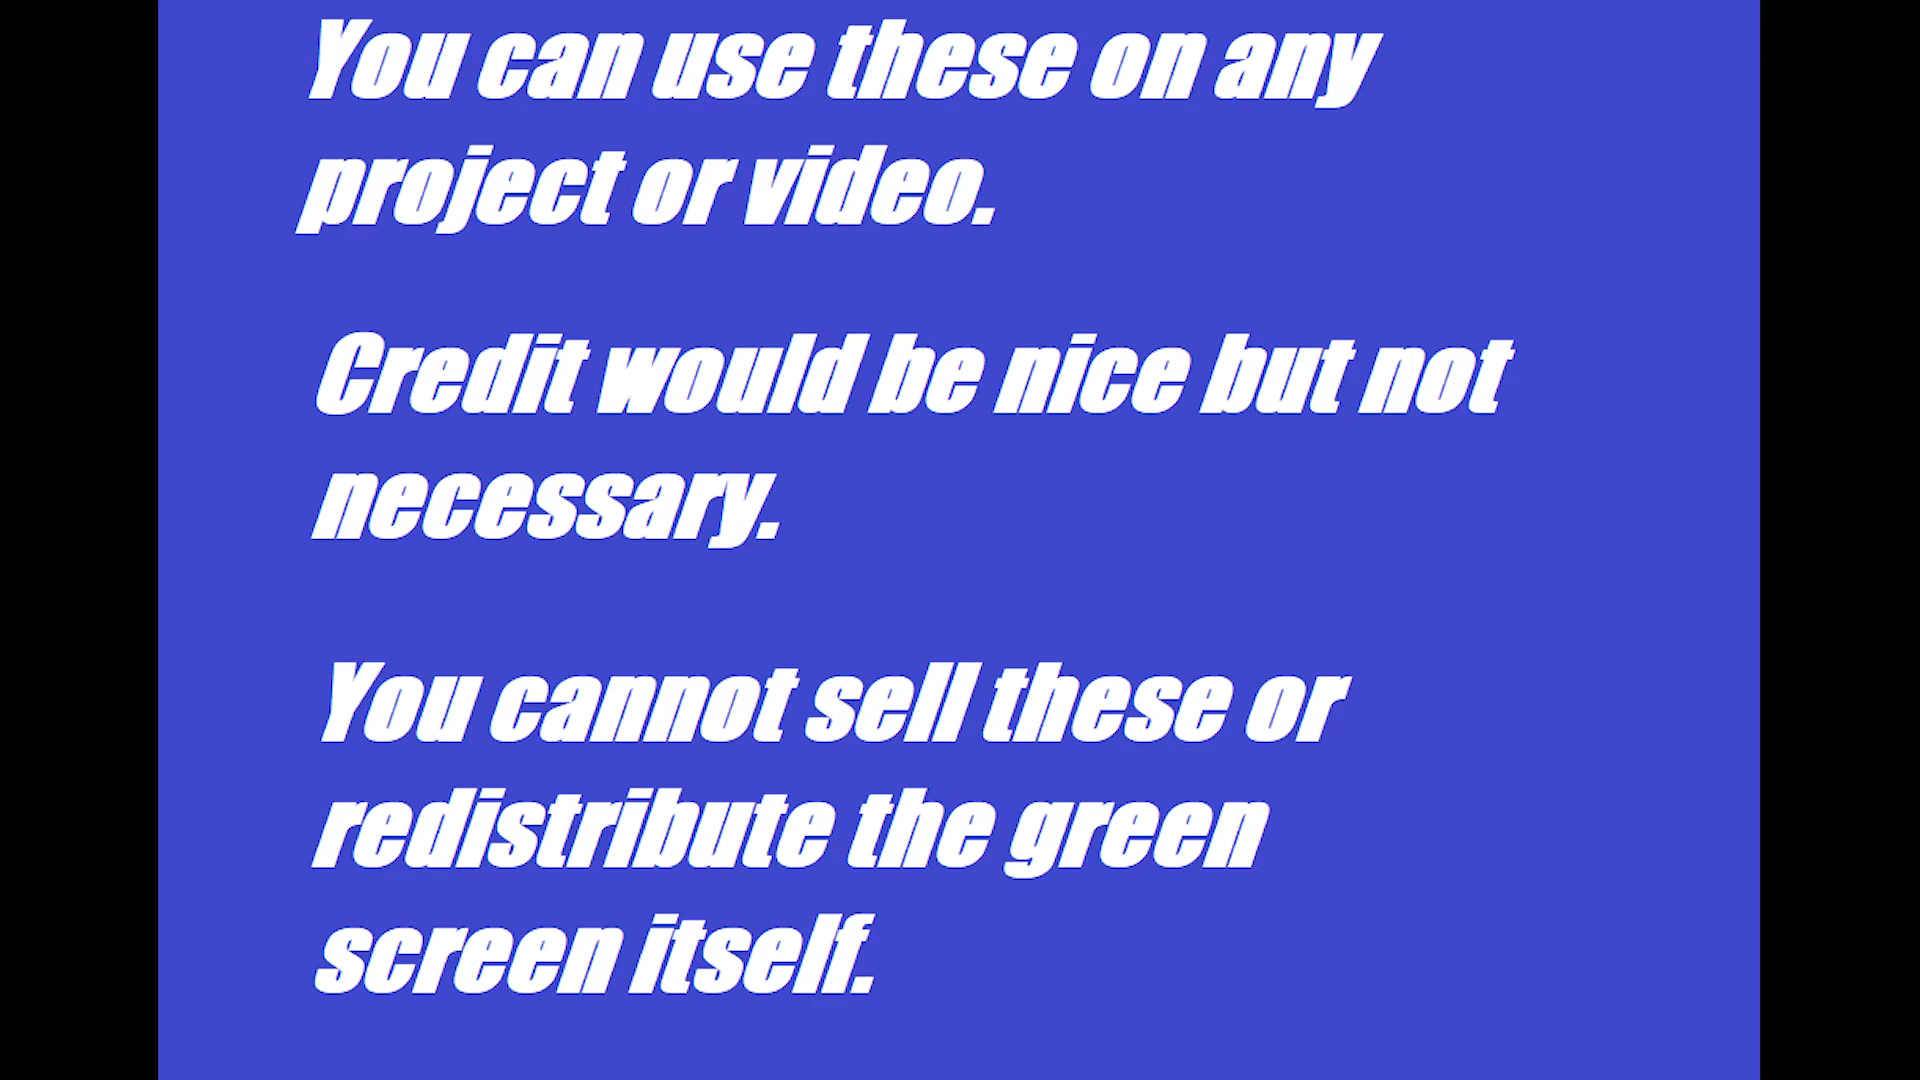 You can use these on any
project or video.
Credit would be nice but not
necessary.
You cannot sell these or
redistribute the green
screen itself.